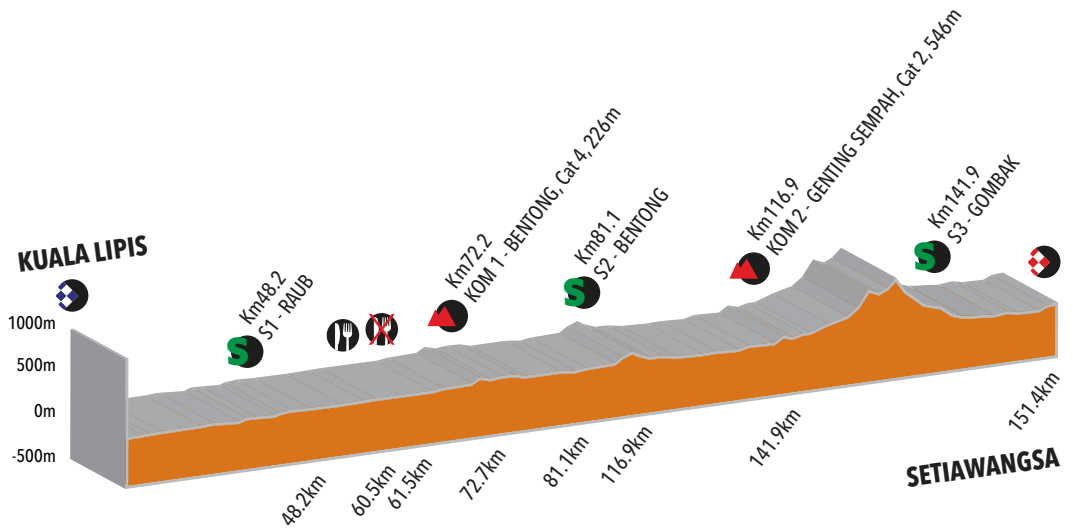 KUALA LIPIS
1000m
500m
0m
-500m
Km48.2
S1 - RAUB
Km72.2
KOM 1 - BENTONG, Cat 4, 226m
Km81.1
S2 - BENTONG
Km116.9
KOM 2 - GENTING SEMPAH, Cat 2, 546m
Km141.9
S3 - GOMBAK
S
S
S
48.2km
60.5km
61.5km
72.7km
81.1km
116.9km
141.9km
151.4km
SETIAWANGSA